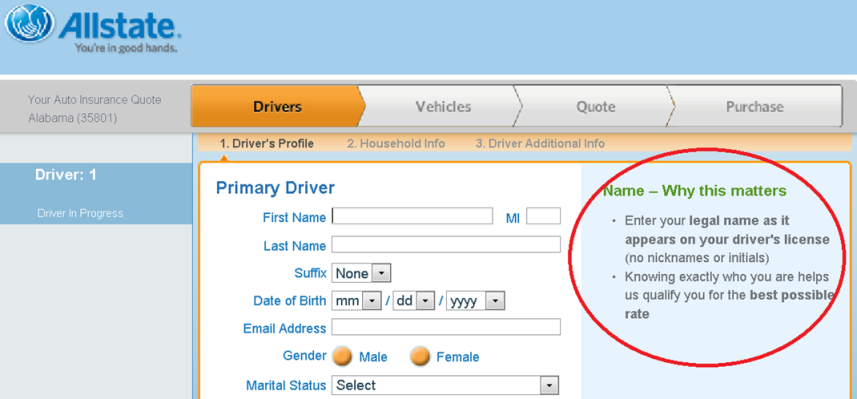 Allstate.
You're in good hands.
Your Auto Insurance Quote
Alabama (35801)
Drivers
Vehicles
Quote
Purchase
1. Driver's Profile
2. Household Info
3. Driver Additional Info
Driver: 1
Driver In Progress
Primary Driver
First Name
MI
Last Name
Suffix
None
Date of Birth
mm / dd / yyyy
Email Address
Gender
Male
Female
Marital Status
Select
Name – Why this matters
• Enter your legal name as it
appears on your driver's license
(no nicknames or initials)
• Knowing exactly who you are helps
us qualify you for the best possible
rate